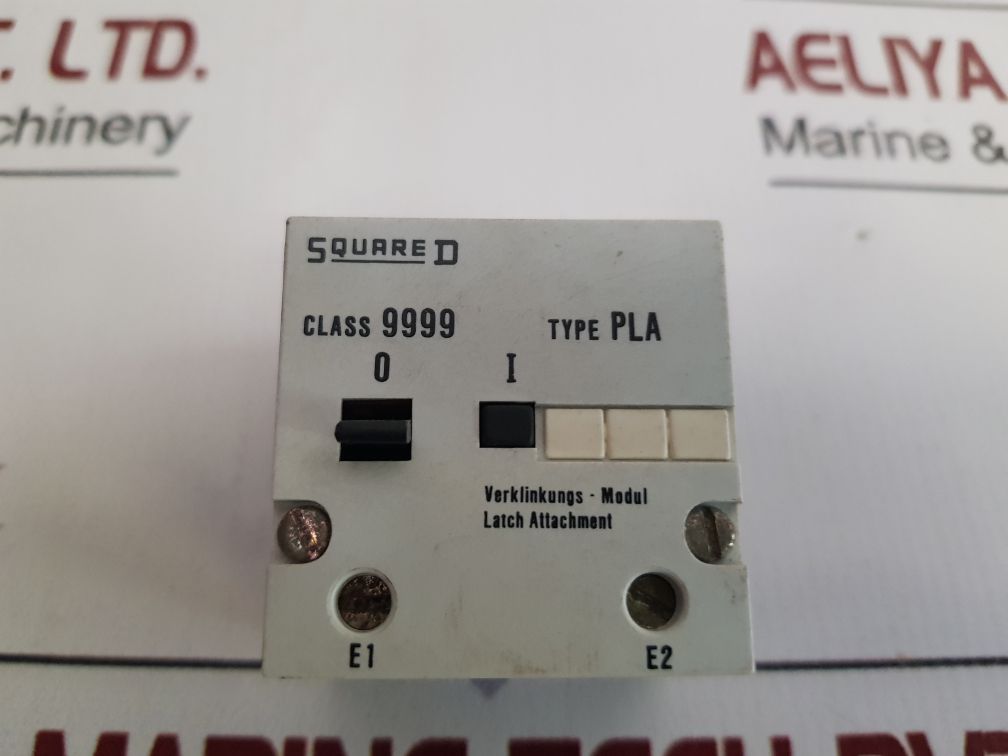 . LTD.
chinery
AELIYA
Marine &
SQUARE D
CLASS 9999 TYPE PLA
O I
Verklinkungs - Modul
Latch Attachment
E1 E2